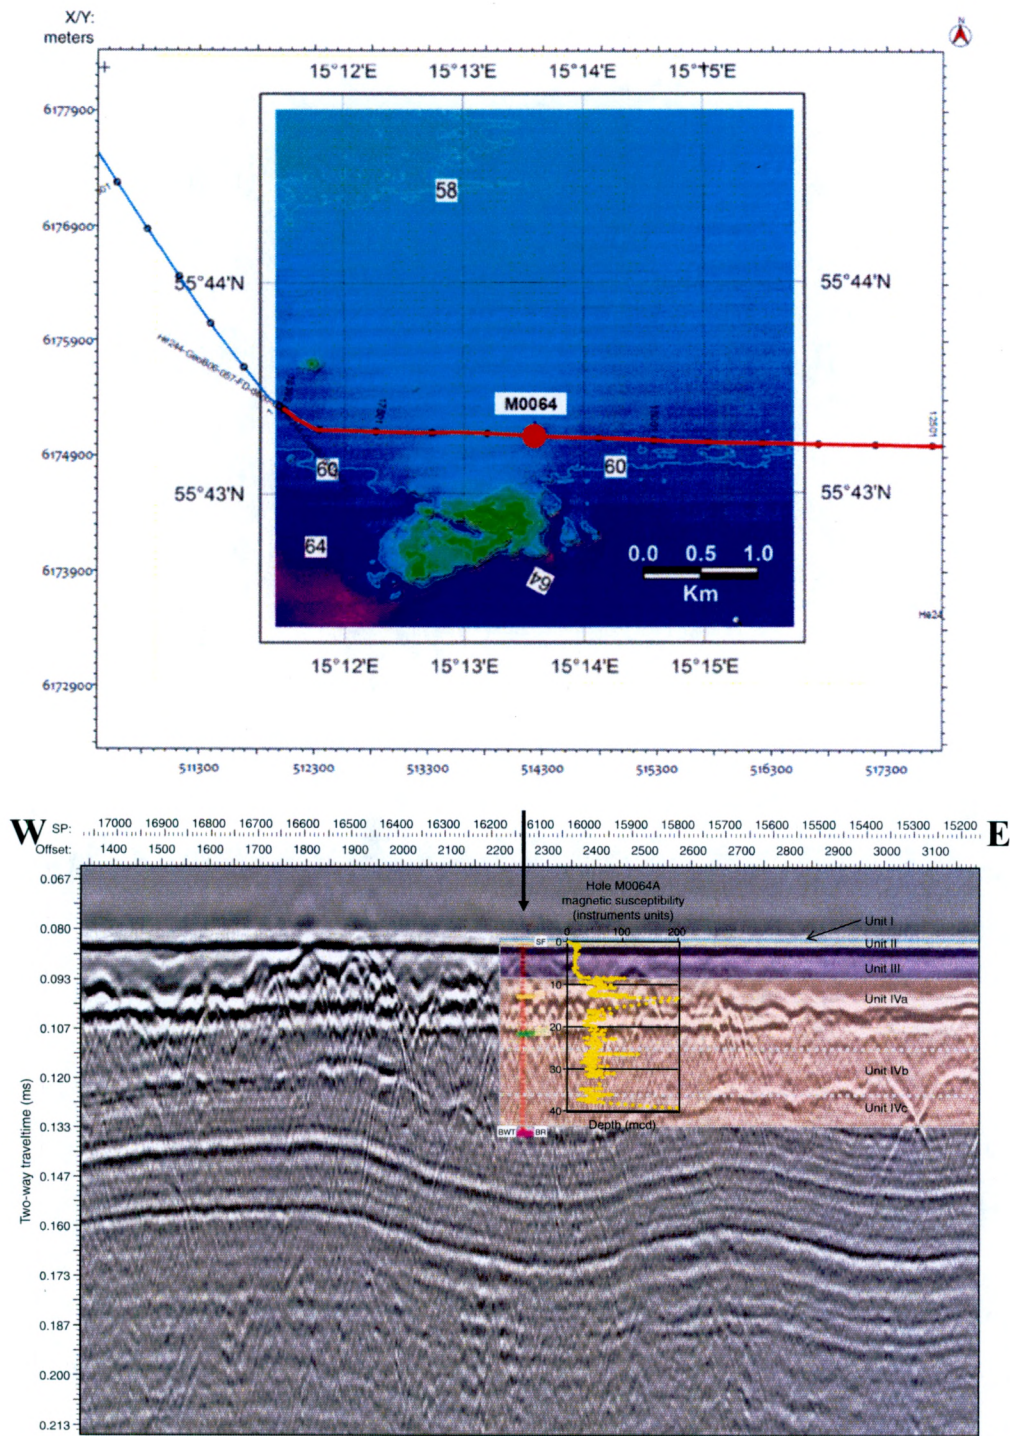 X/Y:
meters
N
15°12'E 15°13'E 15°14'E 15°15'E
6177900
58
6176900
55°44'N 55°44'N
6175900
M0064
12501
6174900
60 60
55°43'N 55°43'N
64
0.0 0.5 1.0
6173900
64
Km
He24
15°12'E 15°13'E 15°14'E 15°15'E
6172900
511300 512300 513300 514300 515300 516300 517300
W SP: 17000 16900 16800 16700 16600 16500 16400 16300 16200 6100 16000 15900 15800 15700 15600 15500 15400 15300 15200 E
Offset: 1400 1500 1600 1700 1800 1900 2000 2100 2200 2300 2400 2500 2600 2700 2800 2900 3000 3100
0.067
Hole M0064A
magnetic susceptibility
(instruments units)
0 100 200
Unit I
0.080
SF 0
Unit II
Unit III
0.093
10
Unit IVa
0.107
20
Unit IVb
30
0.120
Unit IVc
40
Depth (mcd)
0.133
BWT BR
0.147
0.160
0.173
0.187
0.200
0.213
Two-way traveltime (ms)